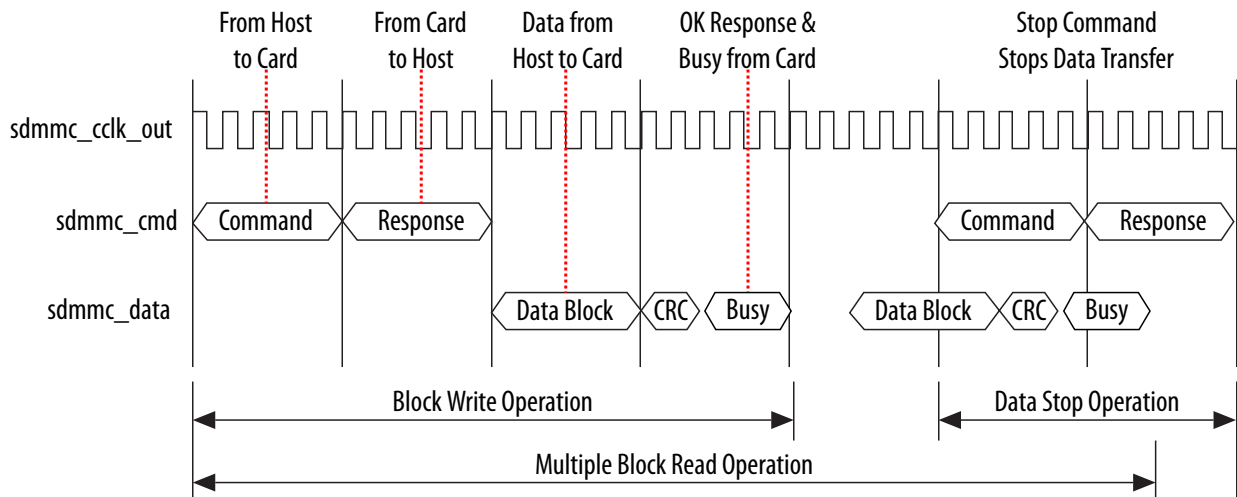 From Host
to Card
From Card
to Host
Data from
Host to Card
OK Response &
Busy from Card
Stop Command
Stops Data Transfer
sdmmc_cclk_out
sdmmc_cmd
Command
Response
Command
Response
sdmmc_data
Data Block
CRC
Busy
Data Block
CRC
Busy
Block Write Operation
Data Stop Operation
Multiple Block Read Operation